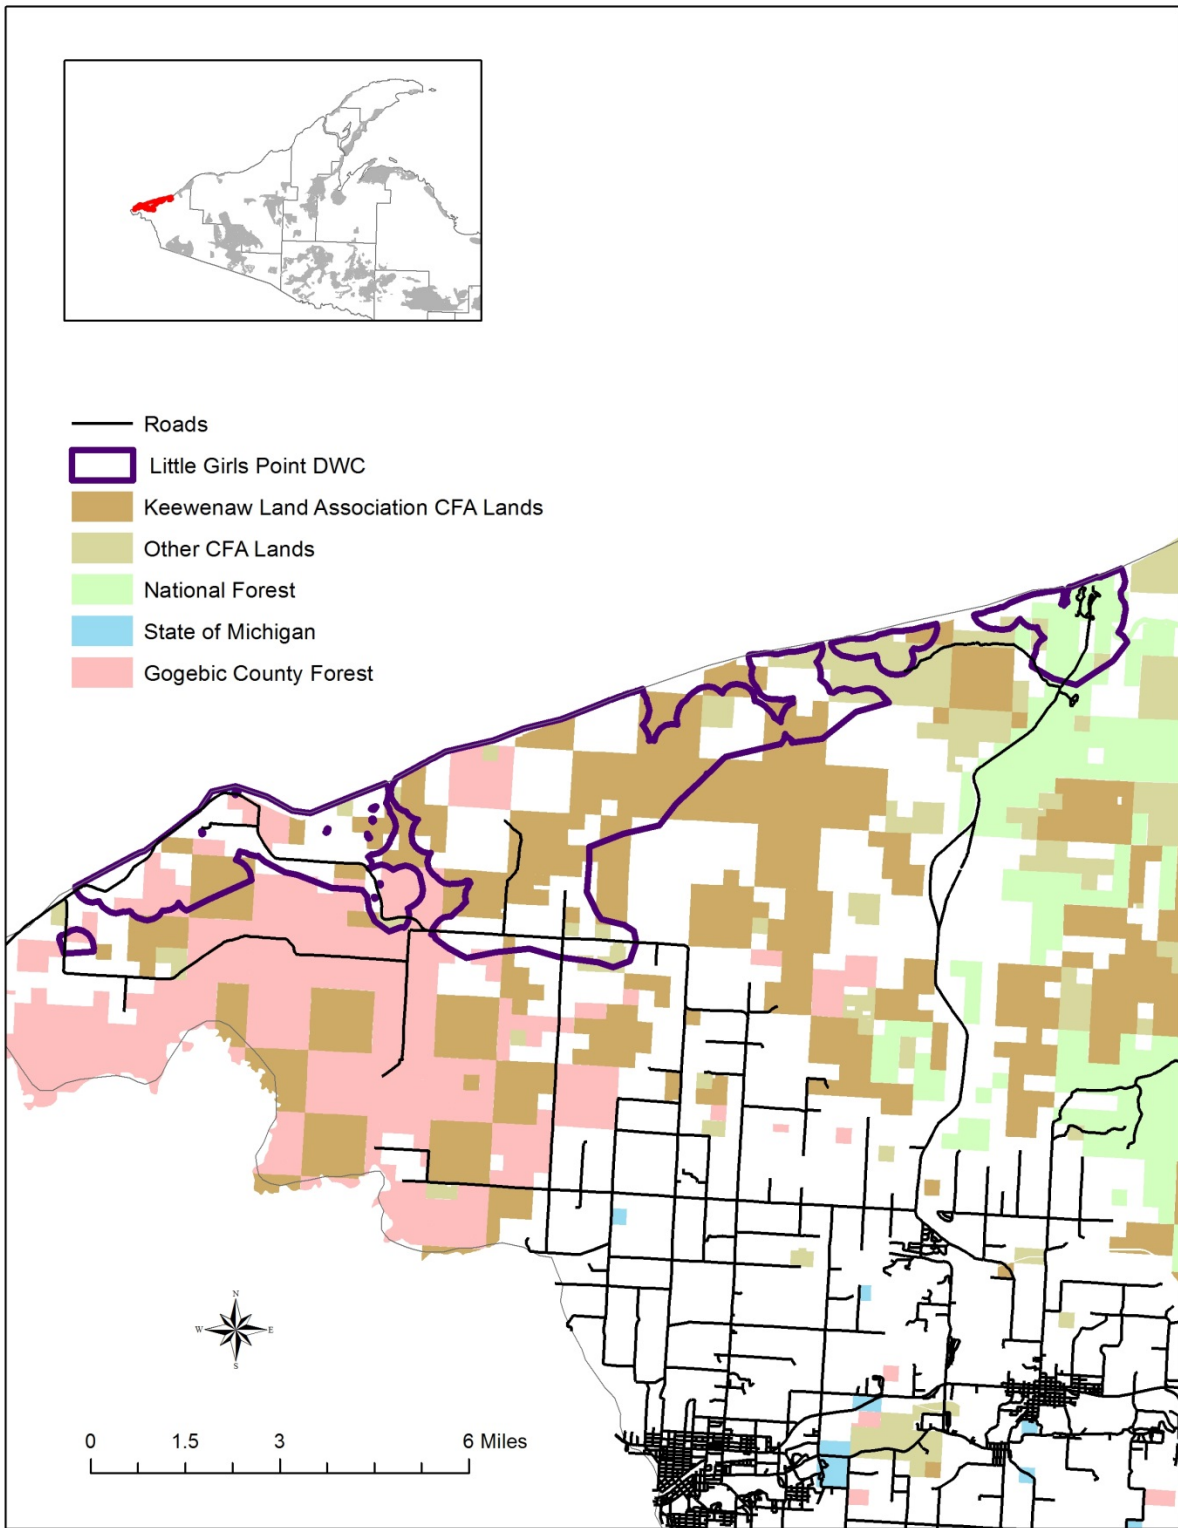 Roads
Little Girls Point DWC
Keewenaw Land Association CFA Lands
Other CFA Lands
National Forest
State of Michigan
Gogebic County Forest
N
W E
S
0 1.5 3 6 Miles